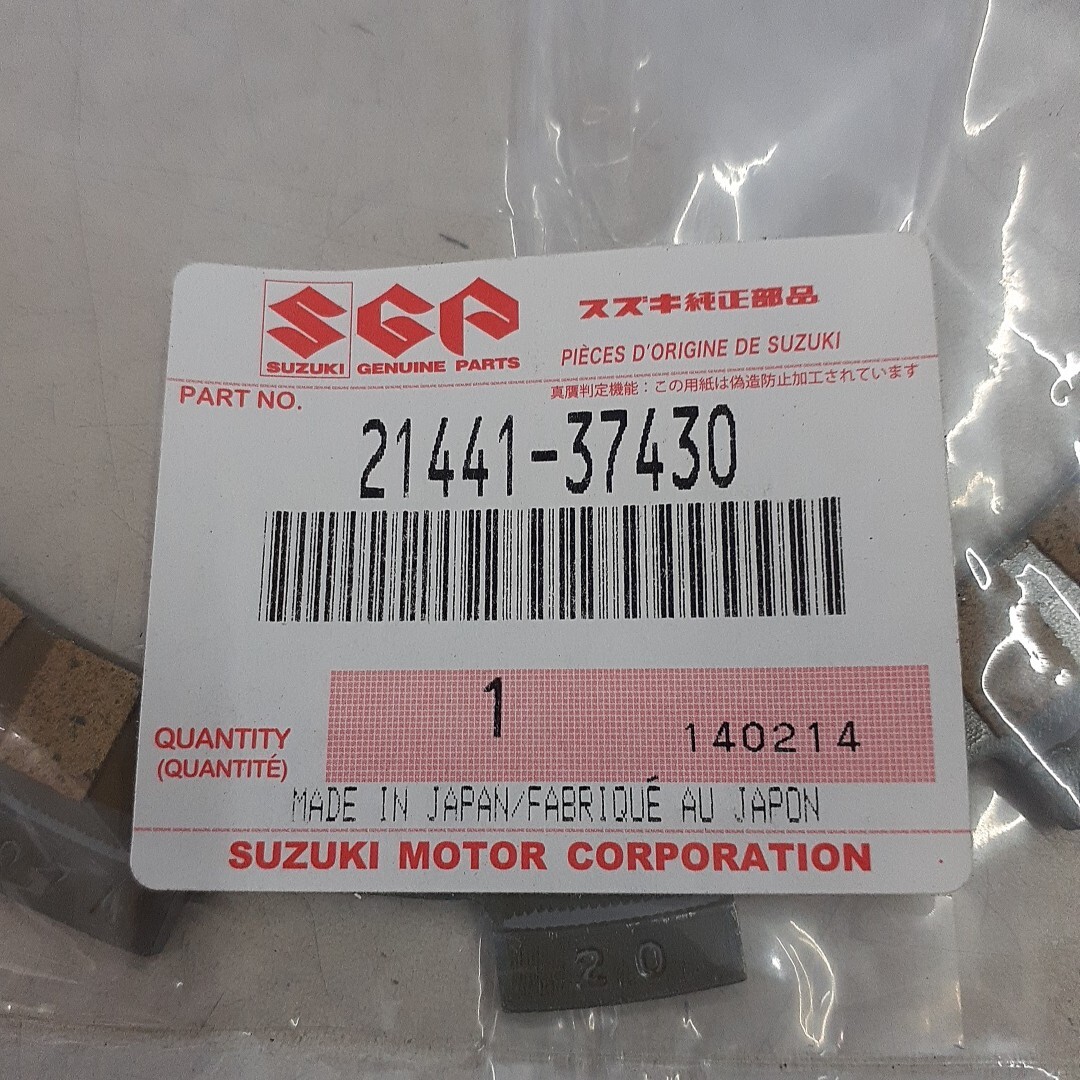 SGP スズキ純正部品
SUZUKI GENUINE PARTS PIÈCES D'ORIGINE DE SUZUKI
PART NO. 真贋判定機能：この用紙は偽造防止加工されています
21441-37430
QUANTITY 1 140214
(QUANTITÉ)
MADE IN JAPAN/FABRIQUÉ AU JAPON
SUZUKI MOTOR CORPORATION
20